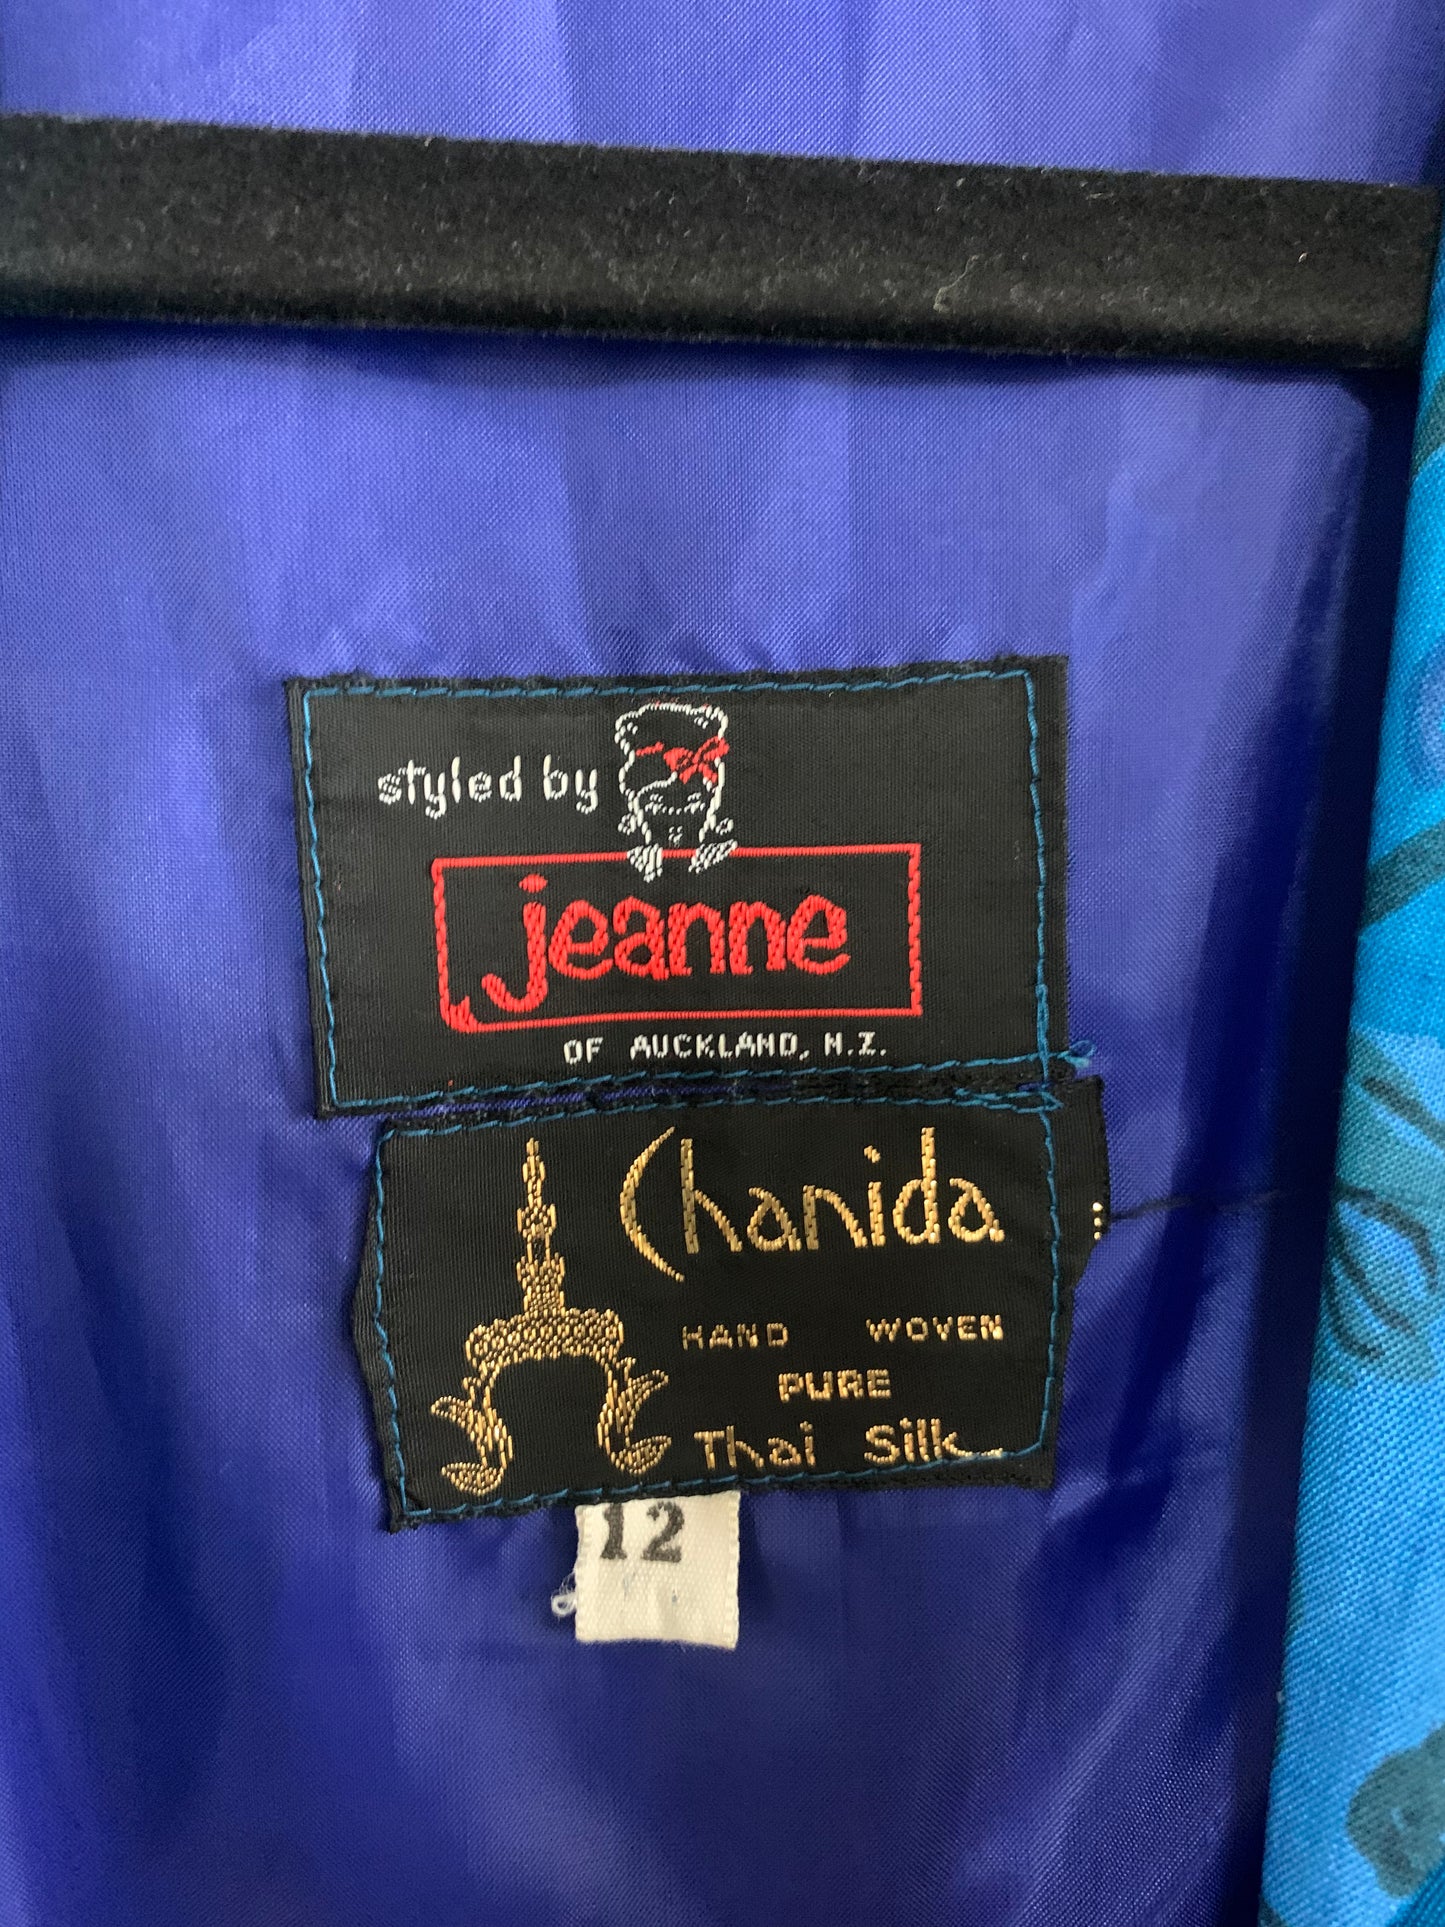 styled by
jeanne
OF AUCKLAND, N.Z.
Chanida
HAND WOVEN
PURE
Thai Silk
12